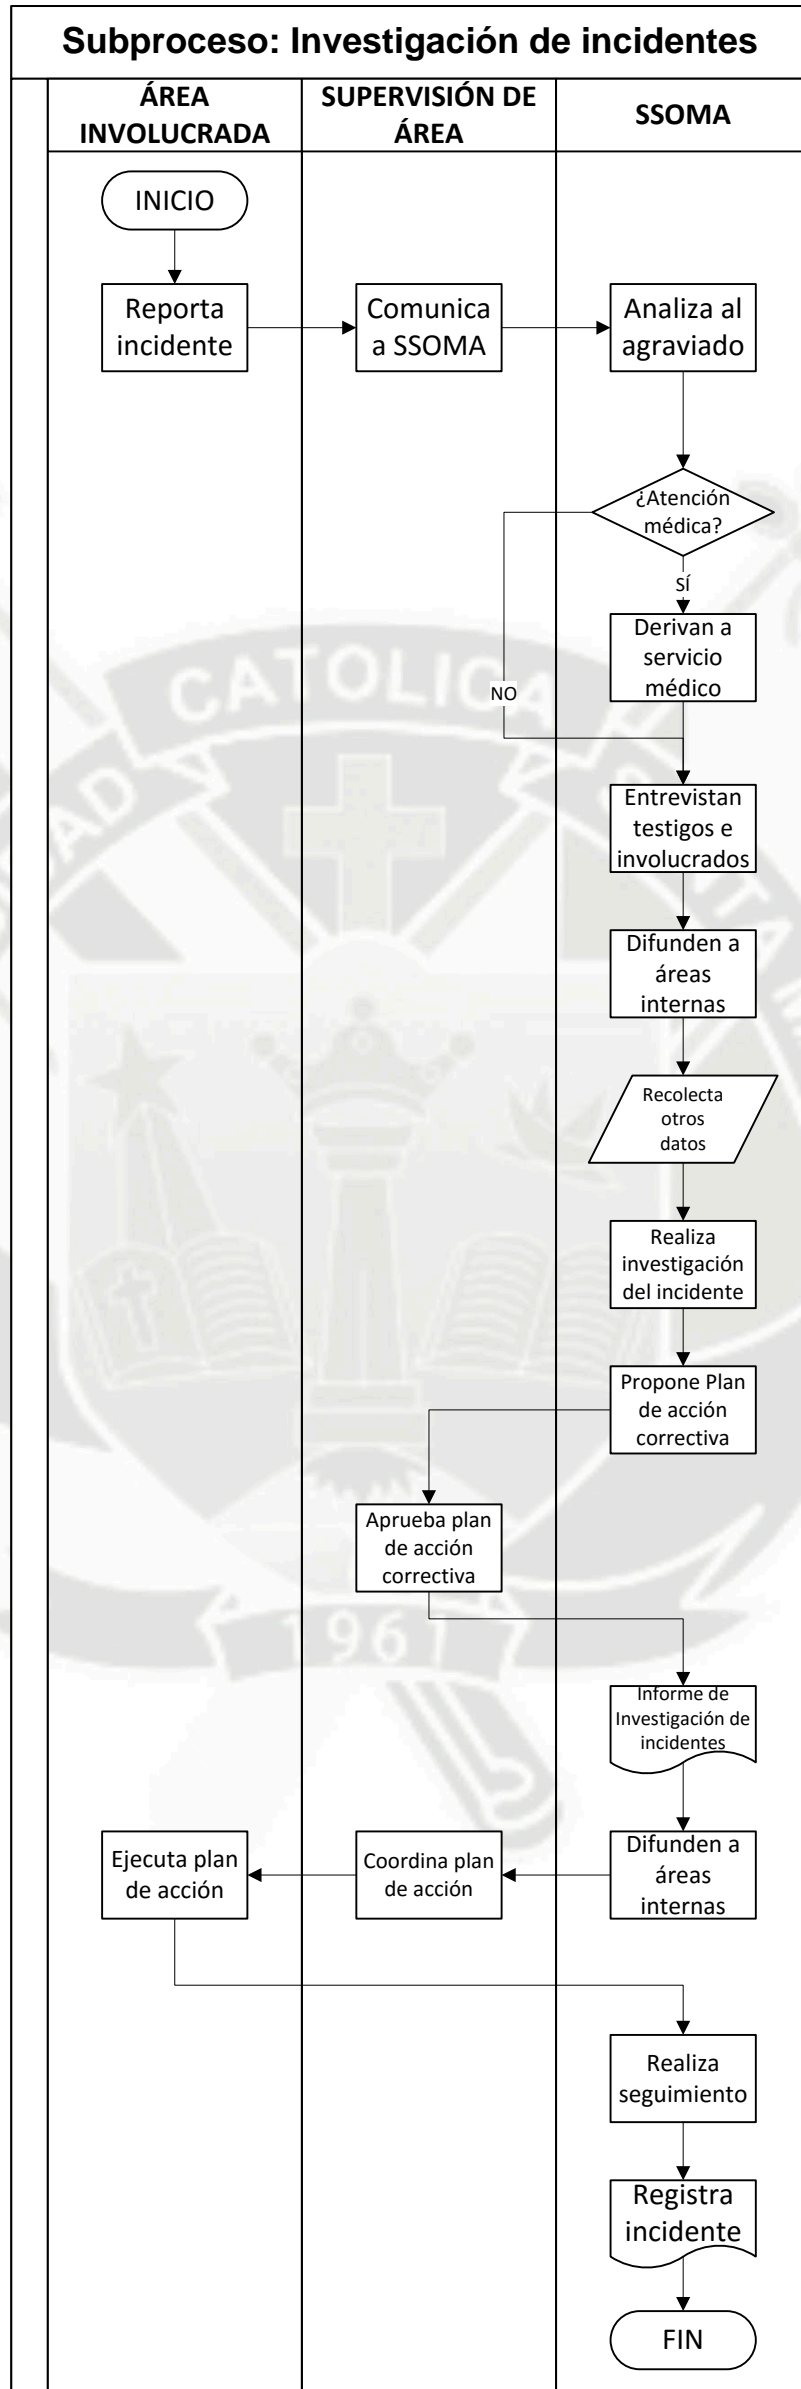 Subproceso: Investigación de incidentes
ÁREA
INVOLUCRADA
SUPERVISIÓN DE
ÁREA
SSOMA
INICIO
Reporta
incidente
Comunica
a SSOMA
Analiza al
agraviado
¿Atención
médica?
SÍ
Derivan a
servicio
médico
NO
Entrevistan
testigos e
involucrados
Difunden a
áreas
internas
Recolecta
otros
datos
Realiza
investigación
del incidente
Propone Plan
de acción
correctiva
Aprueba plan
de acción
correctiva
Informe de
Investigación de
incidentes
Ejecuta plan
de acción
Coordina plan
de acción
Difunden a
áreas
internas
Realiza
seguimiento
Registra
incidente
FIN
CATOLICA
1961